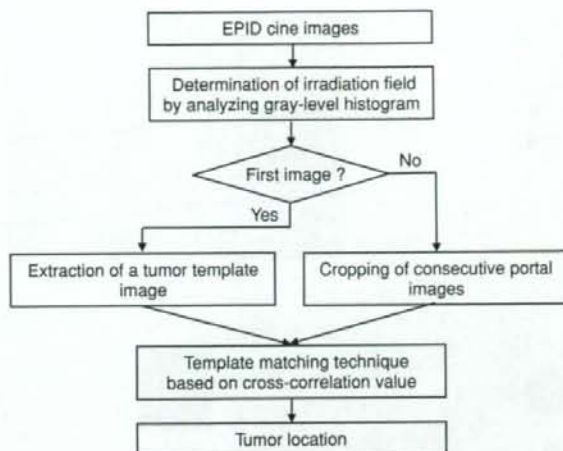 EPID cine images
Determination of irradiation field
by analyzing gray-level histogram
First image ?
No
Yes
Extraction of a tumor template
image
Cropping of consecutive portal
images
Template matching technique
based on cross-correlation value
Tumor location